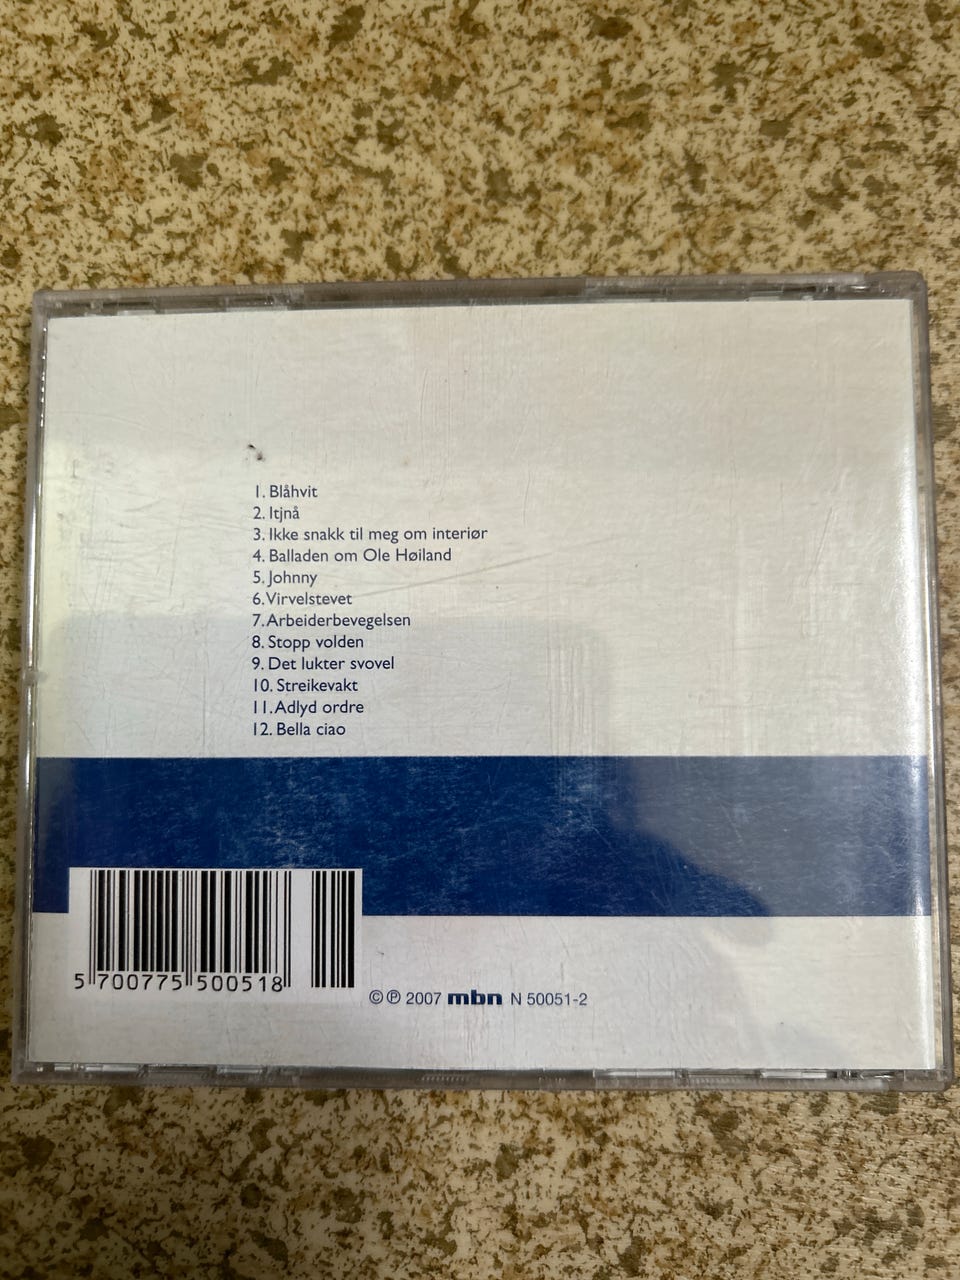 1. Blåhvit
2. Itjnå
3. Ikke snakk til meg om interiør
4. Balladen om Ole Høiland
5. Johnny
6. Virvelstevet
7. Arbeiderbevegelsen
8. Stopp volden
9. Det lukter svovel
10. Streikevakt
11. Adlyd ordre
12. Bella ciao
5 700775 500518
© ℗ 2007 mbn N 50051-2